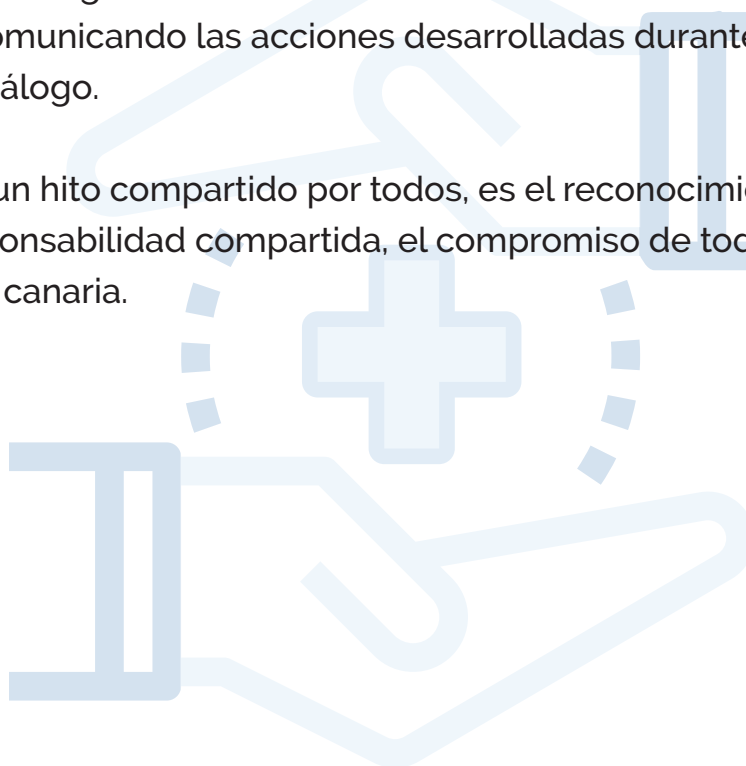 omunicando las acciones desarrolladas durante
álogo.
un hito compartido por todos, es el reconocimi
onsabilidad compartida, el compromiso de tod
canaria.